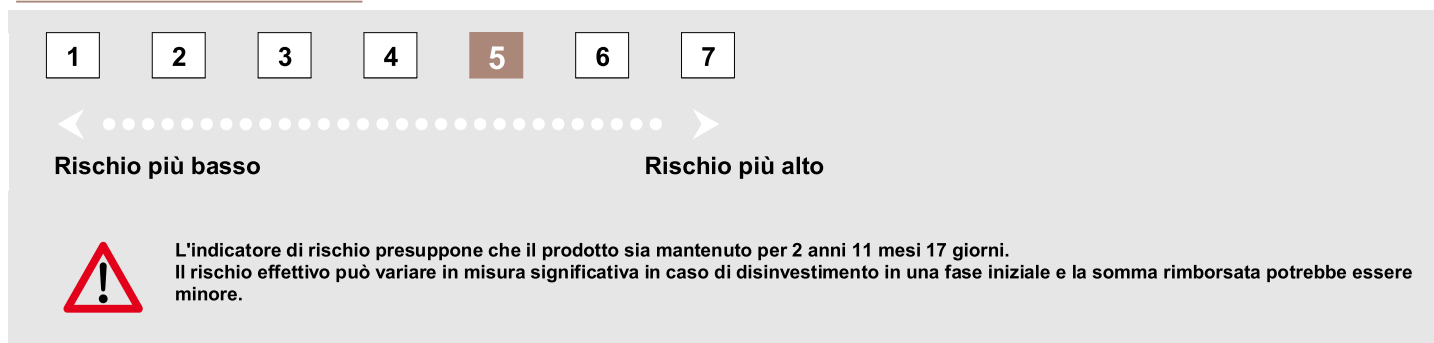 1 2 3 4 5 6 7
Rischio più basso Rischio più alto
L'indicatore di rischio presuppone che il prodotto sia mantenuto per 2 anni 11 mesi 17 giorni.
Il rischio effettivo può variare in misura significativa in caso di disinvestimento in una fase iniziale e la somma rimborsata potrebbe essere
minore.